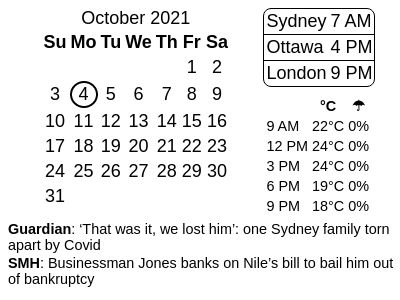 October 2021
Su Mo Tu We Th Fr Sa
1 2
3 4 5 6 7 8 9
10 11 12 13 14 15 16
17 18 19 20 21 22 23
24 25 26 27 28 29 30
31
Sydney 7 AM
Ottawa 4 PM
London 9 PM
°C ☂
9 AM 22°C 0%
12 PM 24°C 0%
3 PM 24°C 0%
6 PM 19°C 0%
9 PM 18°C 0%
Guardian: ‘That was it, we lost him’: one Sydney family torn
apart by Covid
SMH: Businessman Jones banks on Nile’s bill to bail him out
of bankruptcy